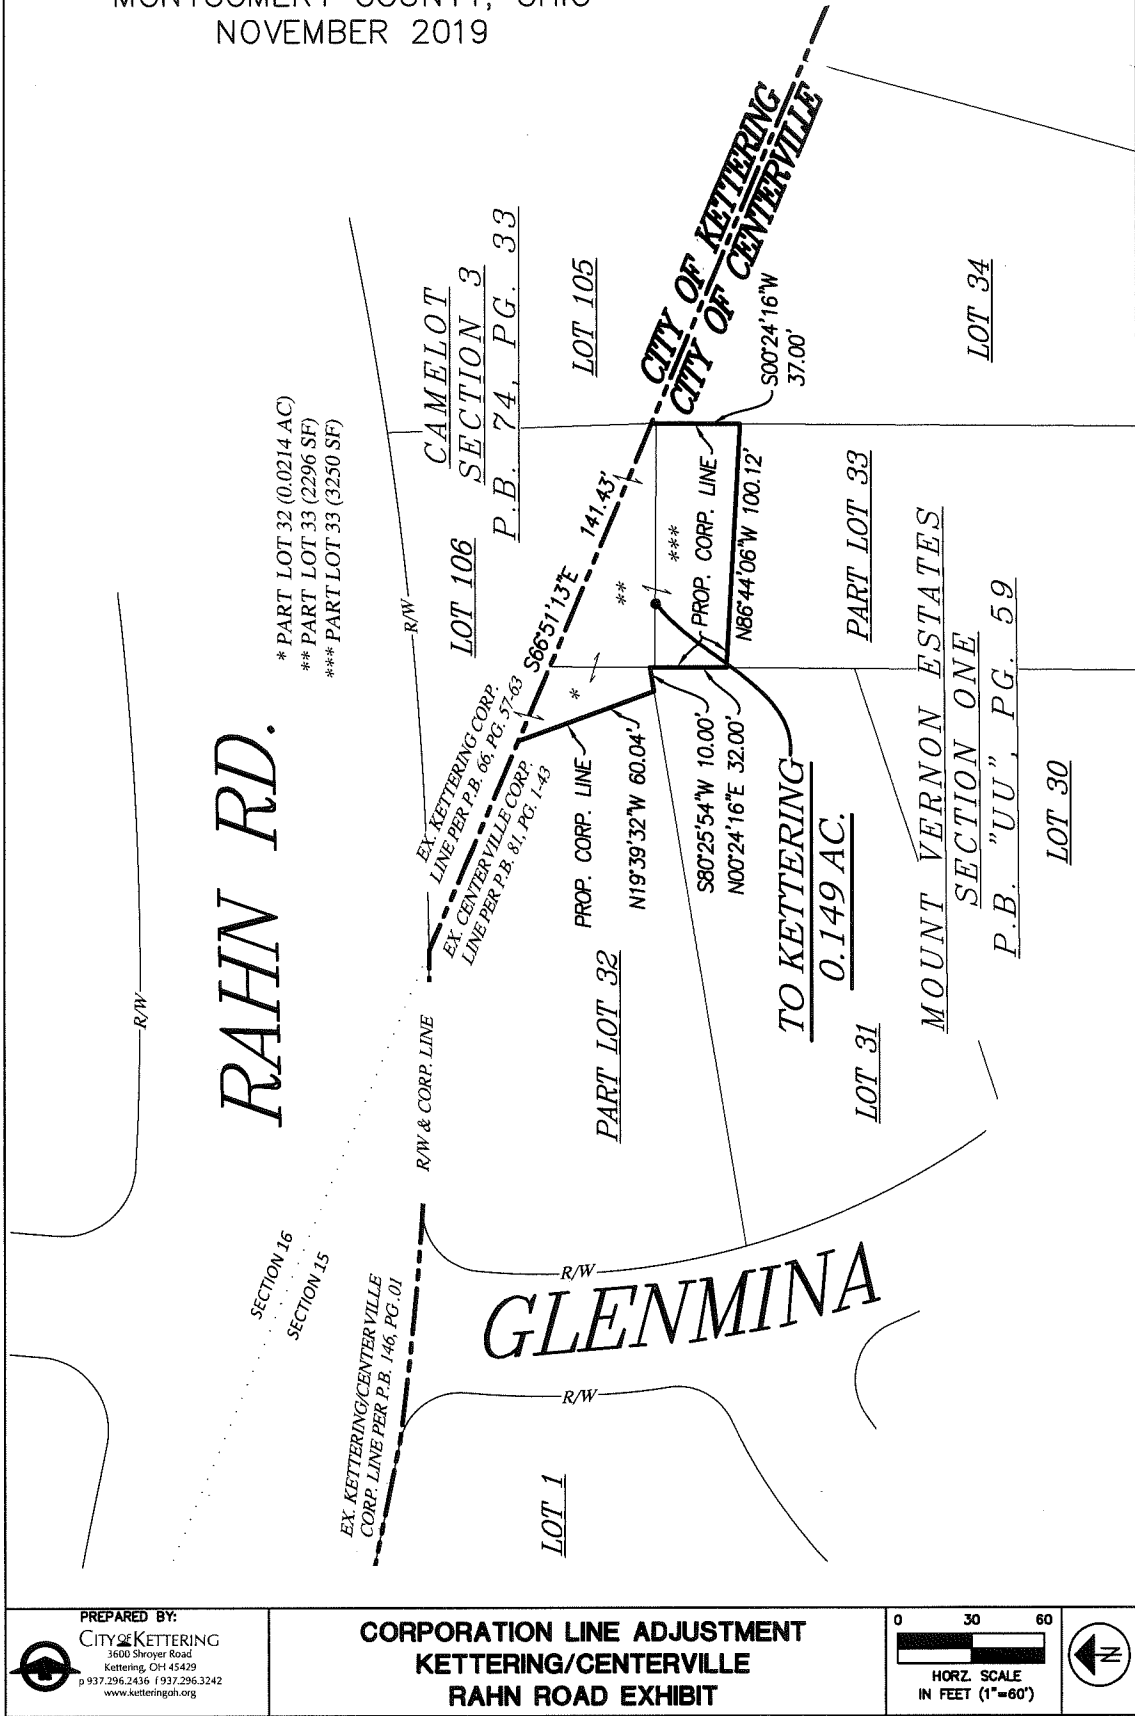 MONTGOMERY COUNTY, OHIO
NOVEMBER 2019
CITY OF KETTERING
CITY OF CENTERVILLE
CAMELOT
SECTION 3
P.B. 74, PG. 33
LOT 105
LOT 106
LOT 34
S00°24'16"W
37.00'
* PART LOT 32 (0.0214 AC)
** PART LOT 33 (2296 SF)
*** PART LOT 33 (3250 SF)
R/W
S66°51'13"E 141.43'
**
***
*
PROP. CORP. LINE
N86°44'06"W 100.12'
PART LOT 33
EX. KETTERING CORP.
LINE PER P.B. 66, PG. 57-63
EX. CENTERVILLE CORP.
LINE PER P.B. 81, PG. 1-43
PROP. CORP. LINE
N19°39'32"W 60.04'
S80°25'54"W 10.00'
N00°24'16"E 32.00'
TO KETTERING
0.149 AC.
MOUNT VERNON ESTATES
SECTION ONE
P.B. "UU", PG. 59
LOT 30
RAHN RD.
R/W
R/W & CORP. LINE
PART LOT 32
LOT 31
SECTION 16
SECTION 15
EX. KETTERING/CENTERVILLE
CORP. LINE PER P.B. 146, PG.01
R/W
GLENMINA
R/W
LOT 1
PREPARED BY:
CITY OF KETTERING
3600 Shroyer Road
Kettering, OH 45429
p 937.296.2436 f 937.296.3242
www.ketteringoh.org
CORPORATION LINE ADJUSTMENT
KETTERING/CENTERVILLE
RAHN ROAD EXHIBIT
0 30 60
HORZ. SCALE
IN FEET (1"=60')
N